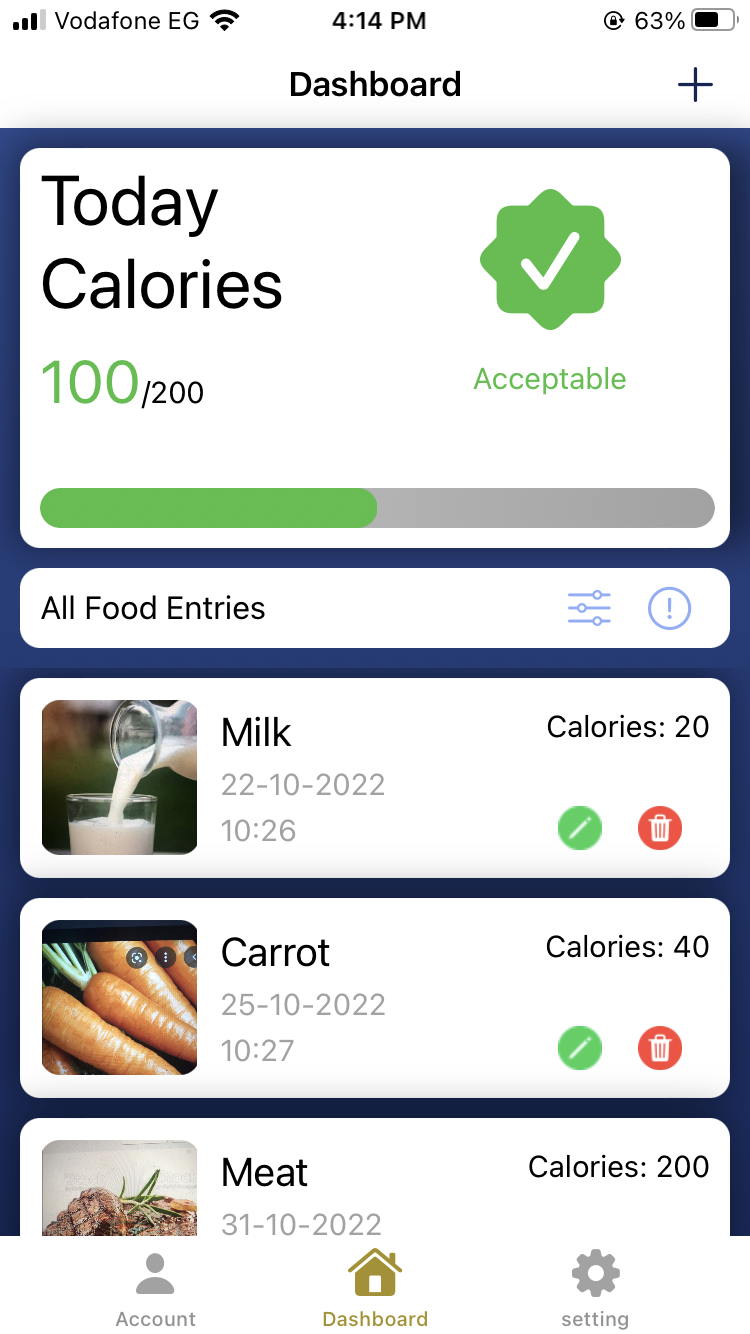 Vodafone EG 4:14 PM 63%
Dashboard
Today
Calories
100/200
Acceptable
All Food Entries
Milk
Calories: 20
22-10-2022
10:26
Carrot
Calories: 40
25-10-2022
10:27
Meat
Calories: 200
31-10-2022
Account
Dashboard
setting